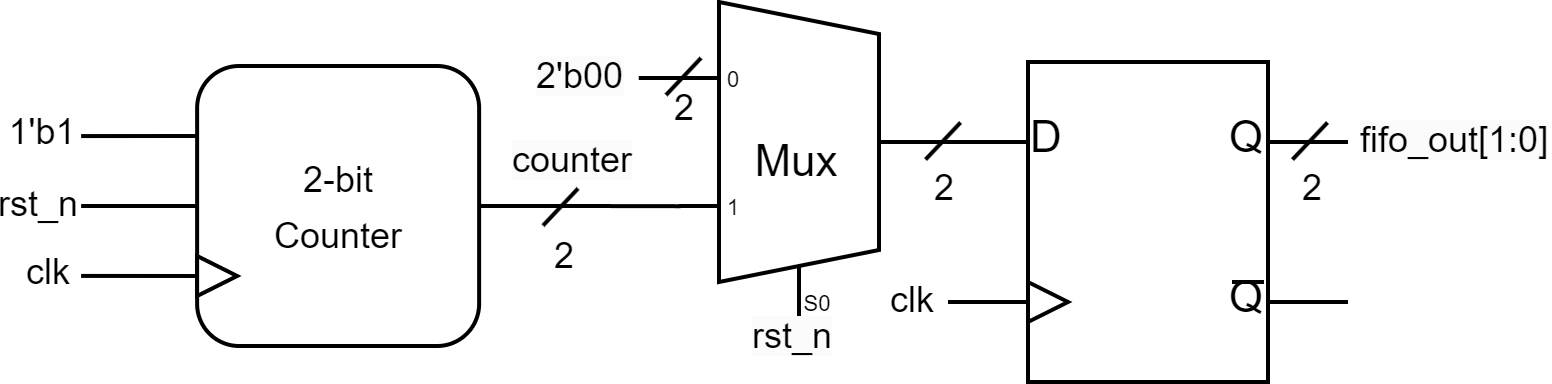 1'b1
rst_n
clk
2-bit
Counter
counter
2
2'b00
2
0
1
Mux
S0
rst_n
2
clk
D
Q
Q̅
2
fifo_out[1:0]